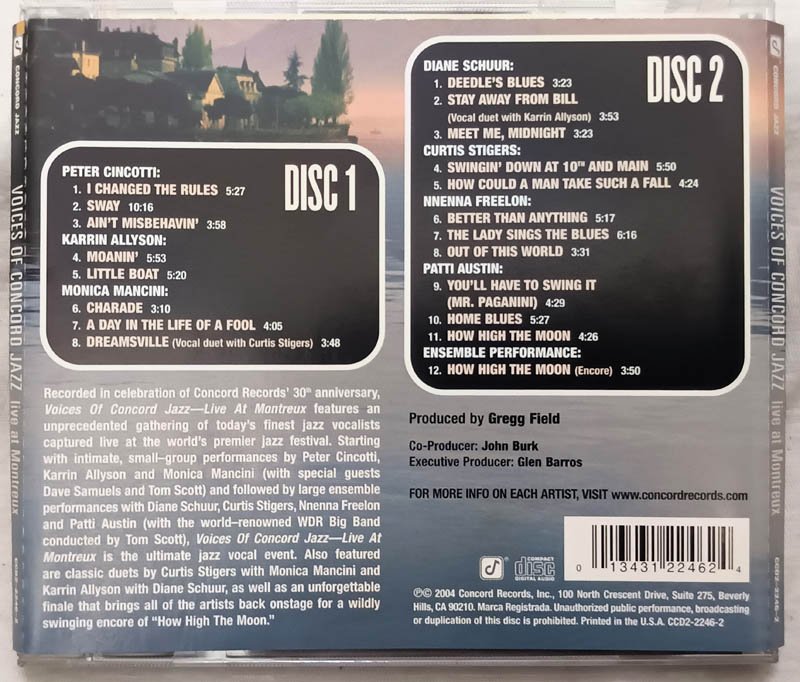 CONCORD JAZZ
VOICES OF CONCORD JAZZ live at Montreux
CCD2-2246-2
DISC 1
PETER CINCOTTI:
1. I CHANGED THE RULES 5:27
2. SWAY 10:16
3. AIN'T MISBEHAVIN' 3:58
KARRIN ALLYSON:
4. MOANIN' 5:53
5. LITTLE BOAT 5:20
MONICA MANCINI:
6. CHARADE 3:10
7. A DAY IN THE LIFE OF A FOOL 4:05
8. DREAMSVILLE (Vocal duet with Curtis Stigers) 3:48
Recorded in celebration of Concord Records' 30th anniversary,
Voices Of Concord Jazz—Live At Montreux features an
unprecedented gathering of today's finest jazz vocalists
captured live at the world's premier jazz festival. Starting
with intimate, small–group performances by Peter Cincotti,
Karrin Allyson and Monica Mancini (with special guests
Dave Samuels and Tom Scott) and followed by large ensemble
performances with Diane Schuur, Curtis Stigers, Nnenna Freelon
and Patti Austin (with the world–renowned WDR Big Band
conducted by Tom Scott), Voices Of Concord Jazz—Live At
Montreux is the ultimate jazz vocal event. Also featured
are classic duets by Curtis Stigers with Monica Mancini and
Karrin Allyson with Diane Schuur, as well as an unforgettable
finale that brings all of the artists back onstage for a wildly
swinging encore of "How High The Moon."
DISC 2
DIANE SCHUUR:
1. DEEDLE'S BLUES 3:23
2. STAY AWAY FROM BILL
(Vocal duet with Karrin Allyson) 3:53
3. MEET ME, MIDNIGHT 3:23
CURTIS STIGERS:
4. SWINGIN' DOWN AT 10TH AND MAIN 5:50
5. HOW COULD A MAN TAKE SUCH A FALL 4:24
NNENNA FREELON:
6. BETTER THAN ANYTHING 5:17
7. THE LADY SINGS THE BLUES 6:16
8. OUT OF THIS WORLD 3:31
PATTI AUSTIN:
9. YOU'LL HAVE TO SWING IT
(MR. PAGANINI) 4:29
10. HOME BLUES 5:27
11. HOW HIGH THE MOON 4:26
ENSEMBLE PERFORMANCE:
12. HOW HIGH THE MOON (Encore) 3:50
Produced by Gregg Field
Co-Producer: John Burk
Executive Producer: Glen Barros
FOR MORE INFO ON EACH ARTIST, VISIT www.concordrecords.com
COMPACT
disc
DIGITAL AUDIO
0 13431 22462 4
℗©2004 Concord Records, Inc., 100 North Crescent Drive, Suite 275, Beverly
Hills, CA 90210. Marca Registrada. Unauthorized public performance, broadcasting
or duplication of this disc is prohibited. Printed in the U.S.A. CCD2-2246-2
CONCORD JAZZ
VOICES OF CONCORD JAZZ live at Montreux
CCD2-2246-2